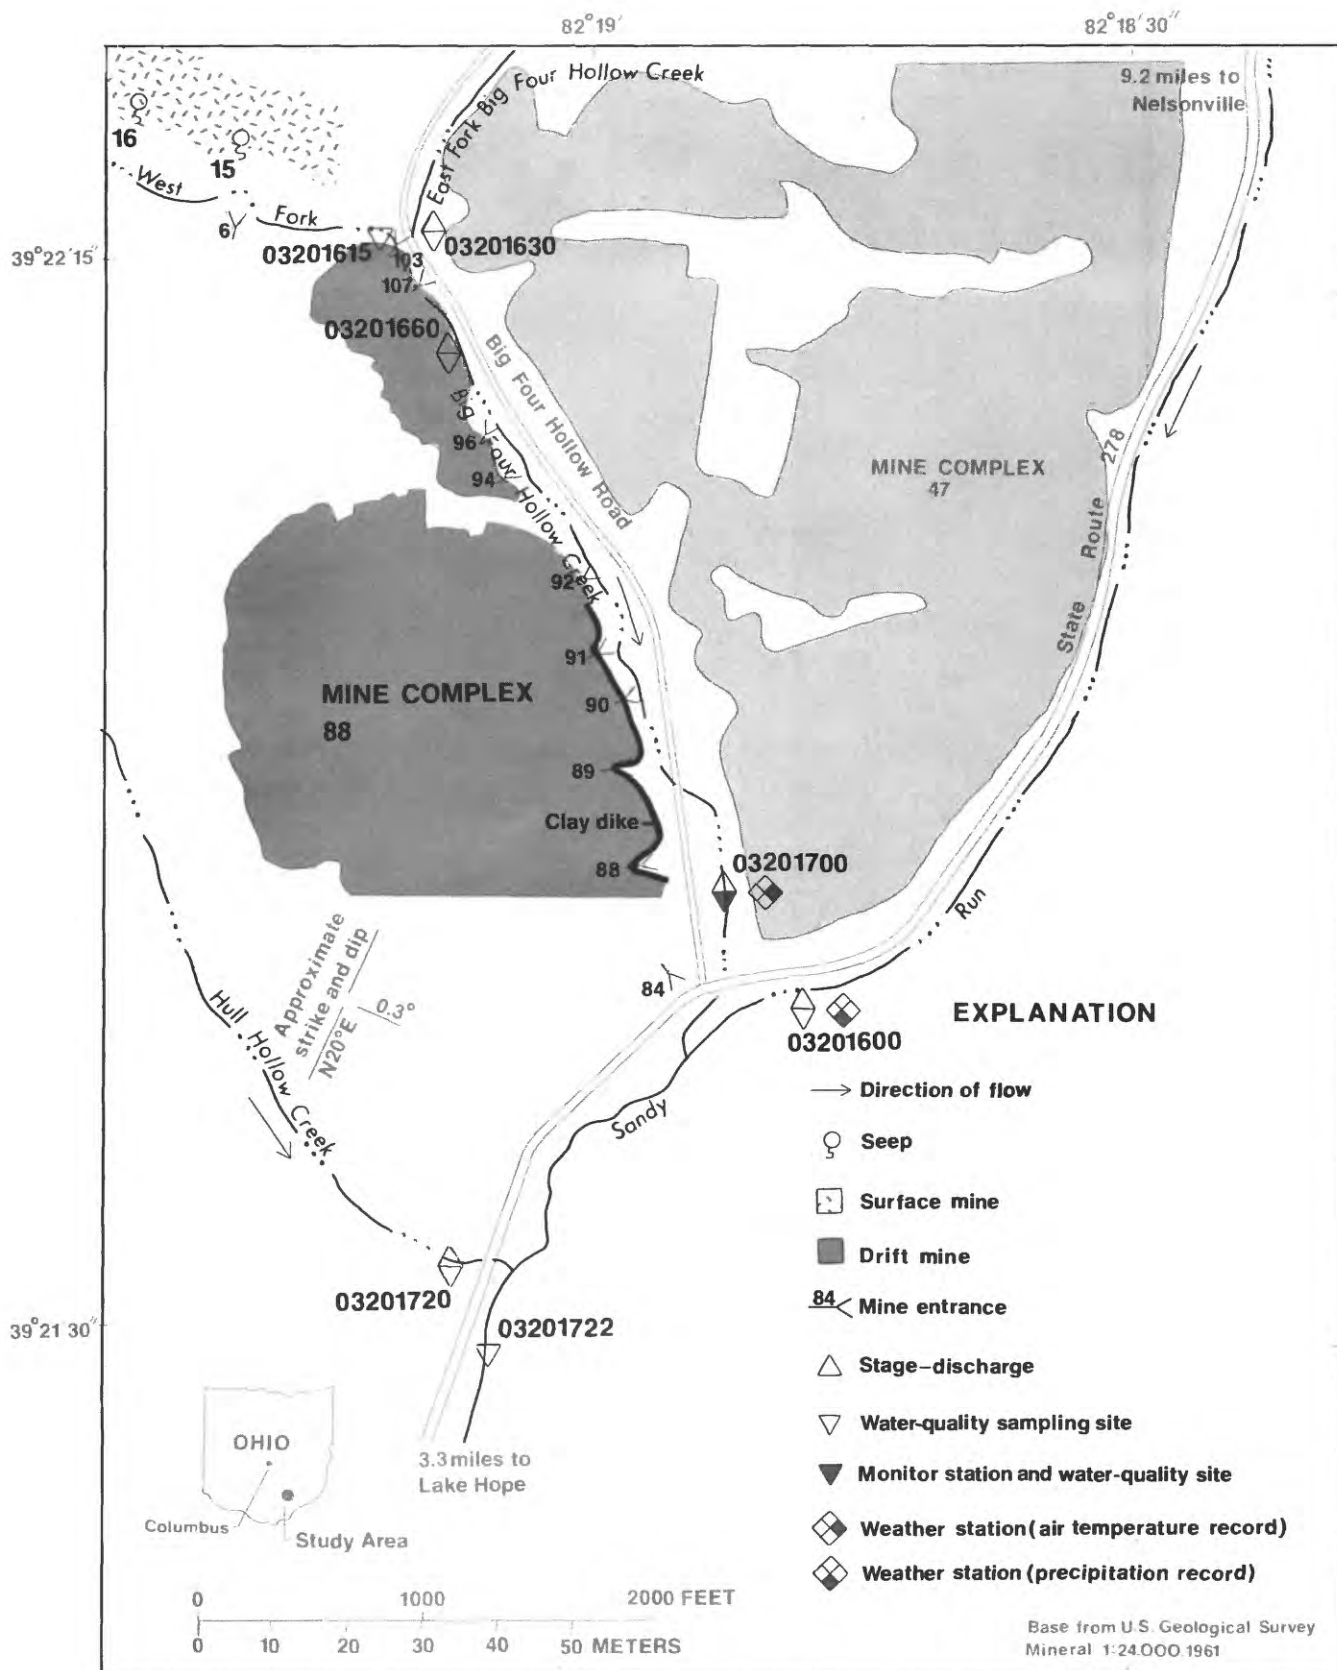 82°19'
82°18'30"
Big Four Hollow Creek
East Fork
9.2 miles to
Nelsonville
16
15
West
Fork
6
39°22'15"
03201615
03201630
103
107
03201660
Big Four Hollow Road
Big Four Hollow Creek
96
94
92
MINE COMPLEX
47
State Route 278
91
90
MINE COMPLEX
88
89
Clay dike
88
03201700
Run
84
Approximate
strike and dip
N20°E
0.3°
Hull Hollow Creek
03201600
Sandy
EXPLANATION
Direction of flow
Seep
Surface mine
Drift mine
84 Mine entrance
Stage-discharge
Water-quality sampling site
Monitor station and water-quality site
Weather station (air temperature record)
Weather station (precipitation record)
03201720
03201722
39°21'30"
OHIO
Columbus
Study Area
3.3 miles to
Lake Hope
0 1000 2000 FEET
0 10 20 30 40 50 METERS
Base from U.S. Geological Survey
Mineral 1:24.000.1961